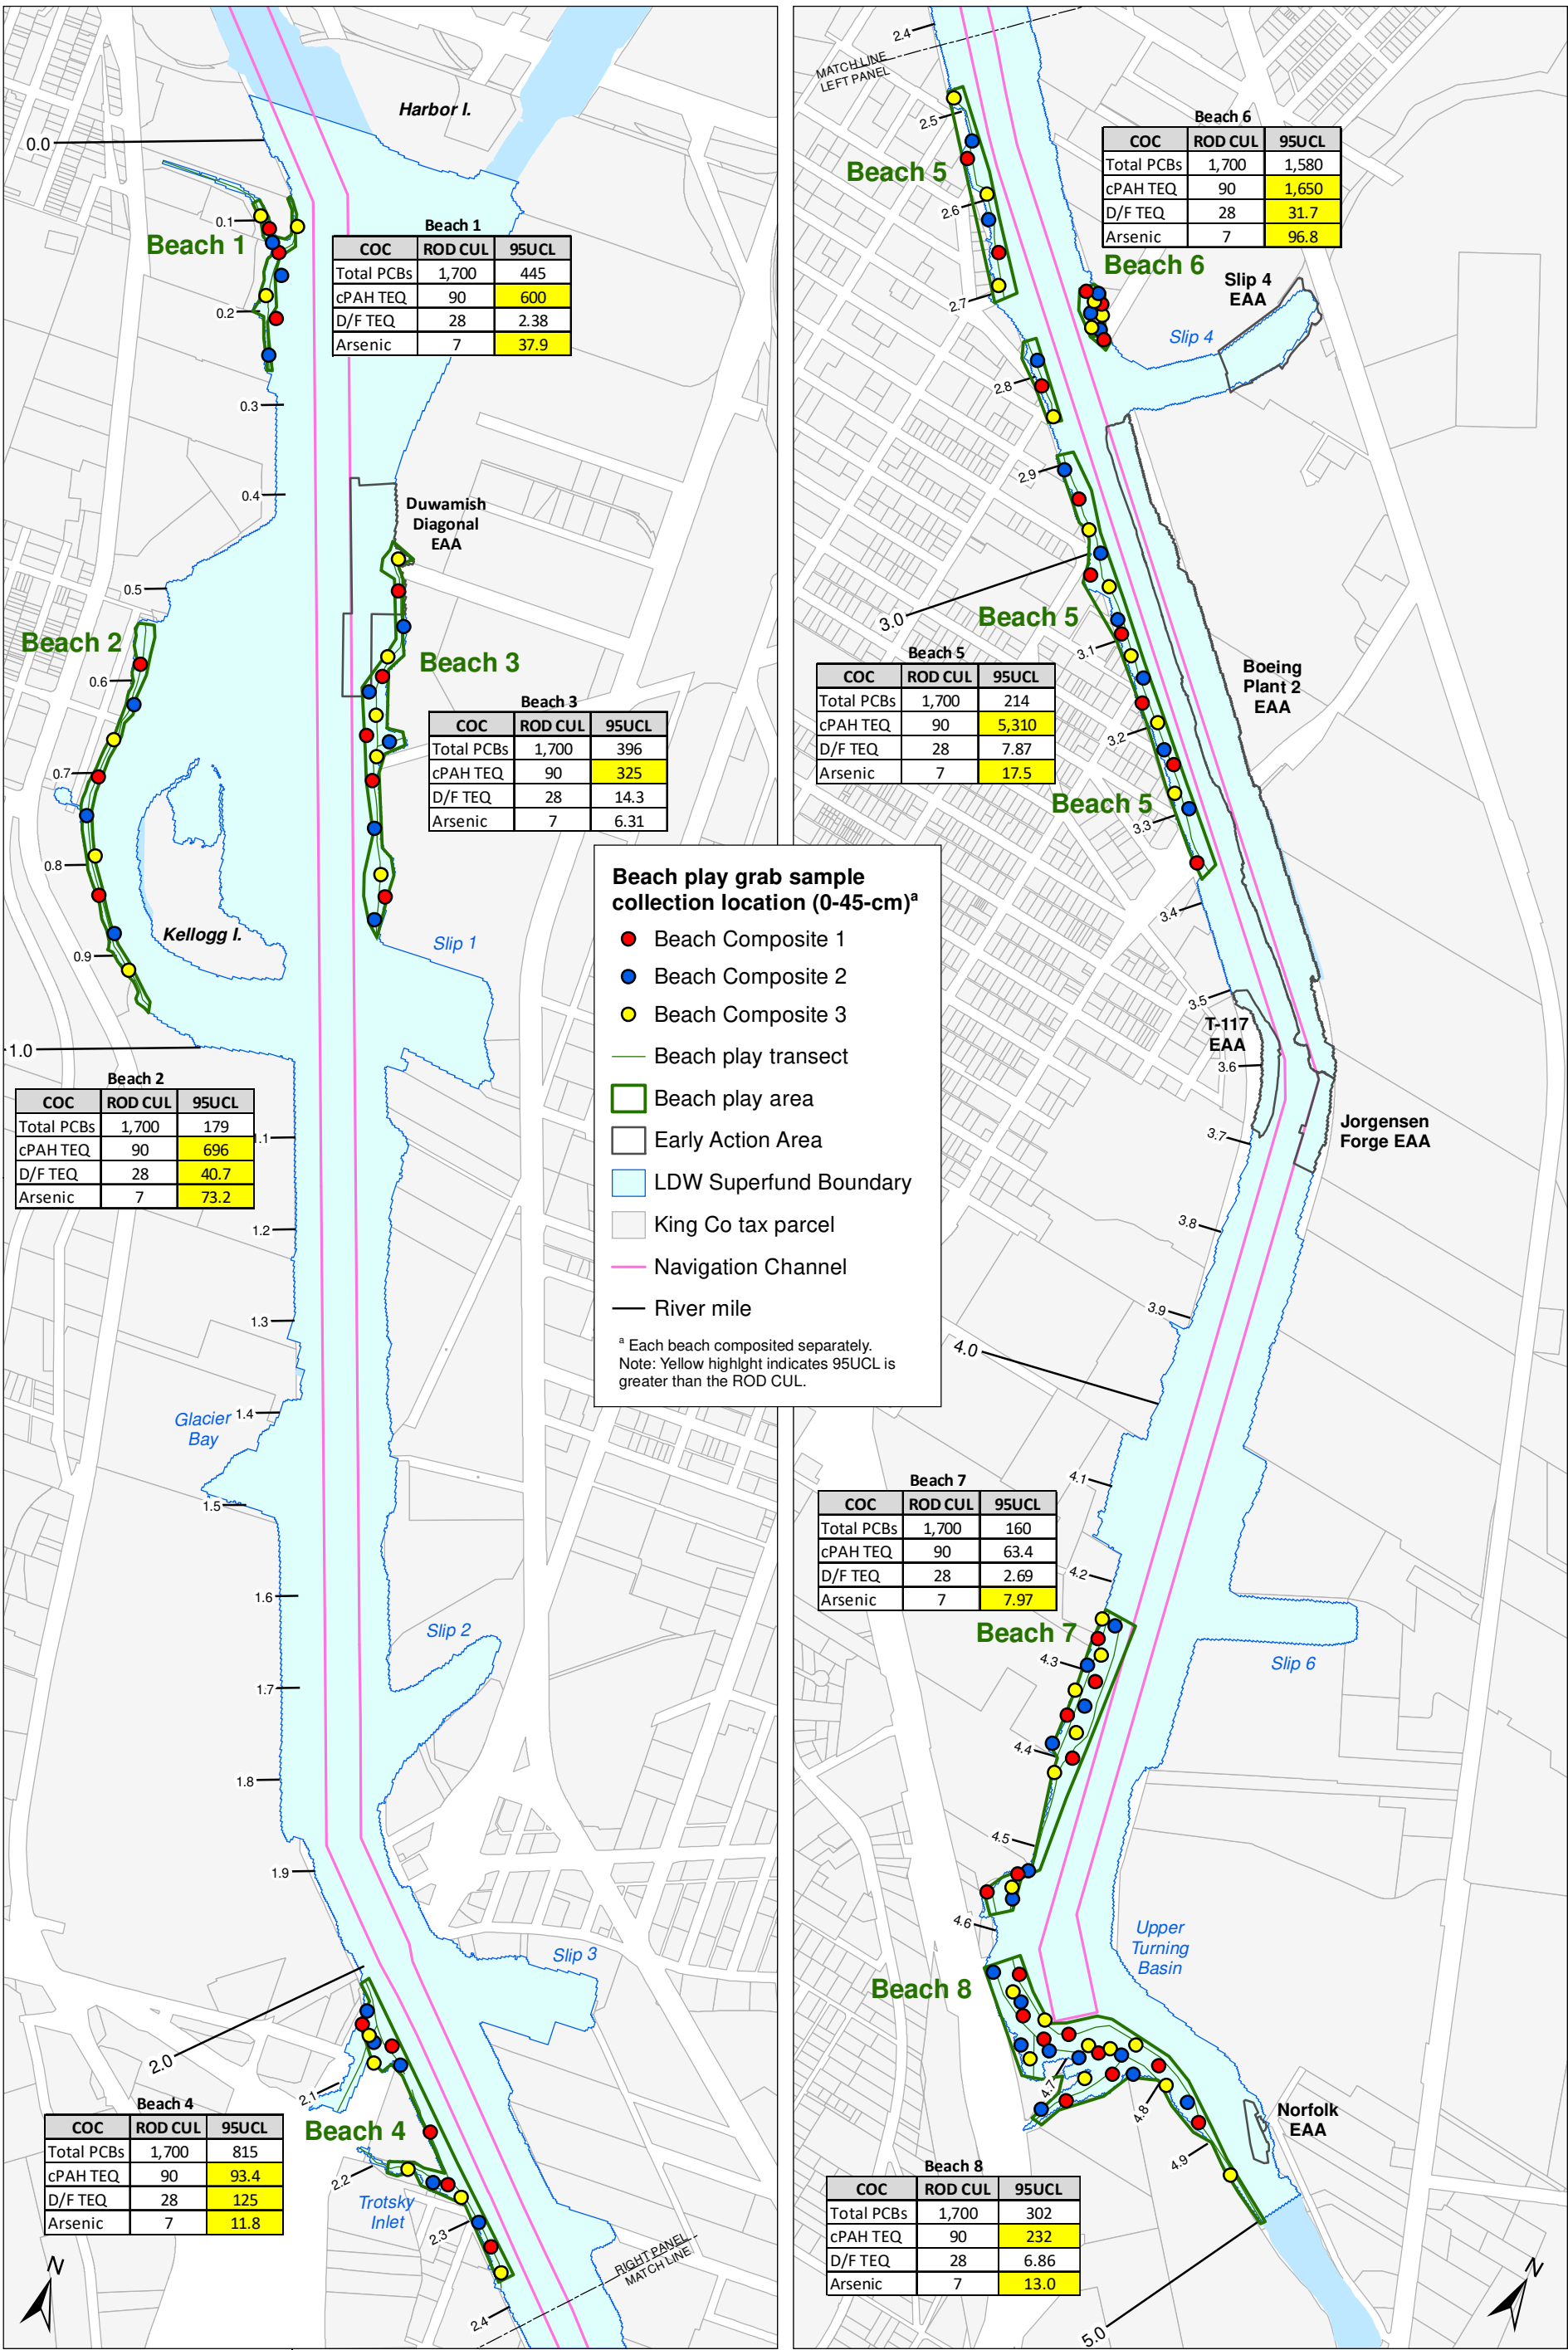 Harbor I.
0.0
0.1
Beach 1
0.2
Beach 1
COC ROD CUL 95UCL
Total PCBs 1,700 445
cPAH TEQ 90 600
D/F TEQ 28 2.38
Arsenic 7 37.9
0.3
0.4
Duwamish
Diagonal
EAA
0.5
Beach 2
0.6
Beach 3
Beach 3
COC ROD CUL 95UCL
Total PCBs 1,700 396
cPAH TEQ 90 325
D/F TEQ 28 14.3
Arsenic 7 6.31
0.7
0.8
Kellogg I.
0.9
Slip 1
1.0
Beach 2
COC ROD CUL 95UCL
Total PCBs 1,700 179
cPAH TEQ 90 696
D/F TEQ 28 40.7
Arsenic 7 73.2
1.1
1.2
1.3
Glacier
Bay
1.4
1.5
1.6
Slip 2
1.7
1.8
1.9
Slip 3
2.0
2.1
Beach 4
Beach 4
COC ROD CUL 95UCL
Total PCBs 1,700 815
cPAH TEQ 90 93.4
D/F TEQ 28 125
Arsenic 7 11.8
2.2
Trotsky
Inlet
2.3
RIGHT PANEL
MATCH LINE
2.4
N
Beach play grab sample
collection location (0-45-cm)a
Beach Composite 1
Beach Composite 2
Beach Composite 3
Beach play transect
Beach play area
Early Action Area
LDW Superfund Boundary
King Co tax parcel
Navigation Channel
River mile
a Each beach composited separately.
Note: Yellow highlght indicates 95UCL is
greater than the ROD CUL.
2.4
MATCH LINE
LEFT PANEL
2.5
Beach 5
2.6
2.7
Beach 6
COC ROD CUL 95UCL
Total PCBs 1,700 1,580
cPAH TEQ 90 1,650
D/F TEQ 28 31.7
Arsenic 7 96.8
Beach 6
Slip 4
EAA
Slip 4
2.8
2.9
3.0
Beach 5
3.1
Beach 5
COC ROD CUL 95UCL
Total PCBs 1,700 214
cPAH TEQ 90 5,310
D/F TEQ 28 7.87
Arsenic 7 17.5
Boeing
Plant 2
EAA
3.2
Beach 5
3.3
3.4
3.5
T-117
EAA
3.6
3.7
Jorgensen
Forge EAA
3.8
3.9
4.0
4.1
Beach 7
COC ROD CUL 95UCL
Total PCBs 1,700 160
cPAH TEQ 90 63.4
D/F TEQ 28 2.69
Arsenic 7 7.97
4.2
Beach 7
4.3
Slip 6
4.4
4.5
4.6
Upper
Turning
Basin
Beach 8
4.7
4.8
Norfolk
EAA
4.9
Beach 8
COC ROD CUL 95UCL
Total PCBs 1,700 302
cPAH TEQ 90 232
D/F TEQ 28 6.86
Arsenic 7 13.0
5.0
N